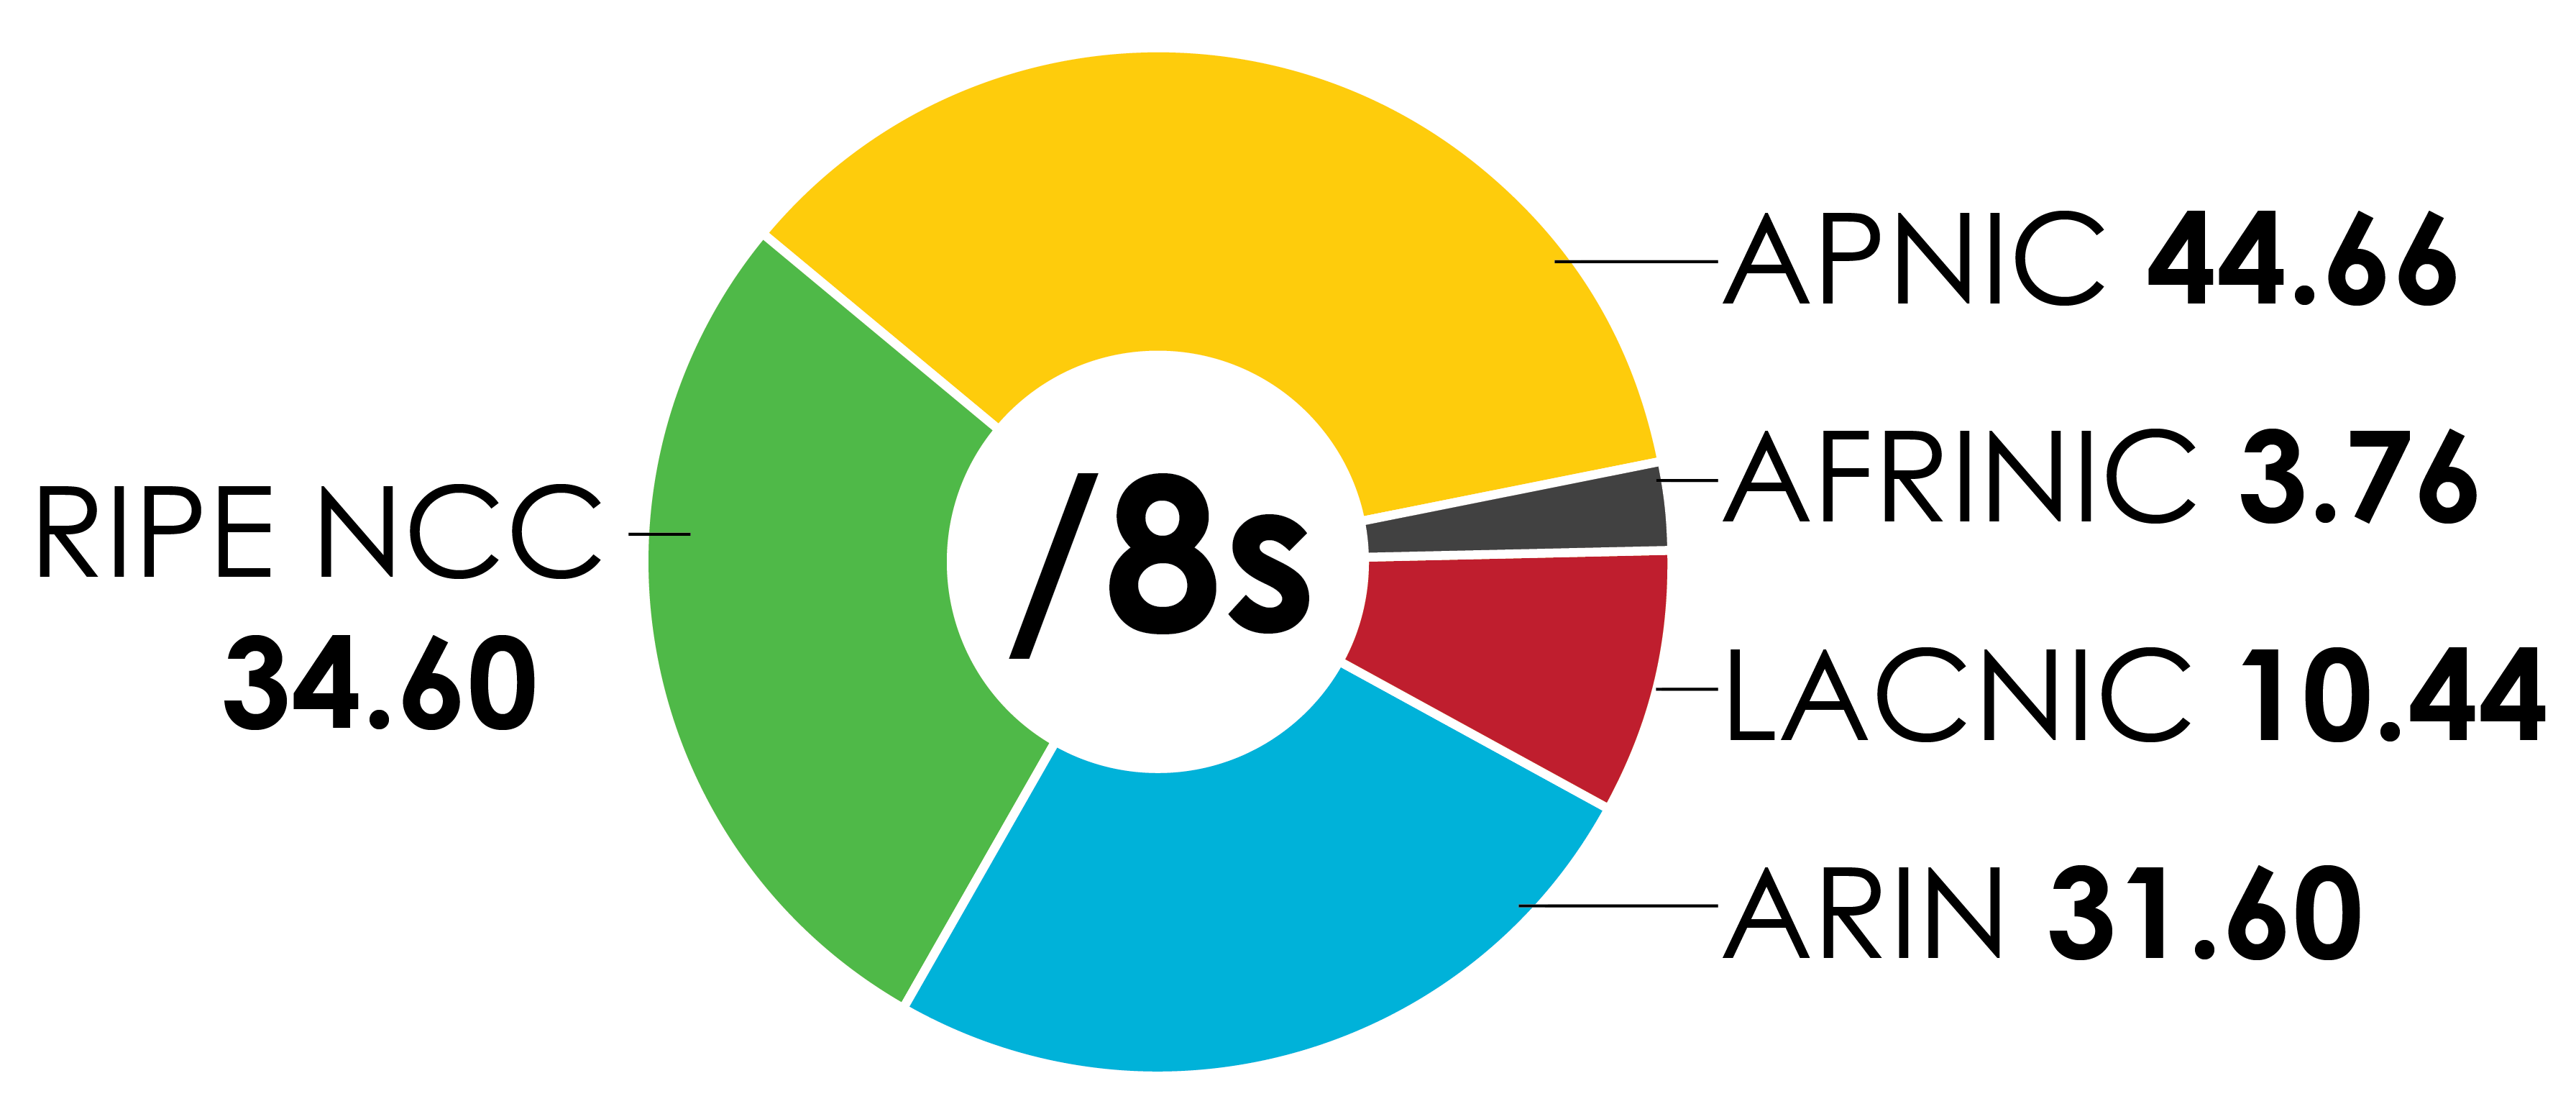 APNIC 44.66
AFRINIC 3.76
RIPE NCC
34.60
/8s
LACNIC 10.44
ARIN 31.60